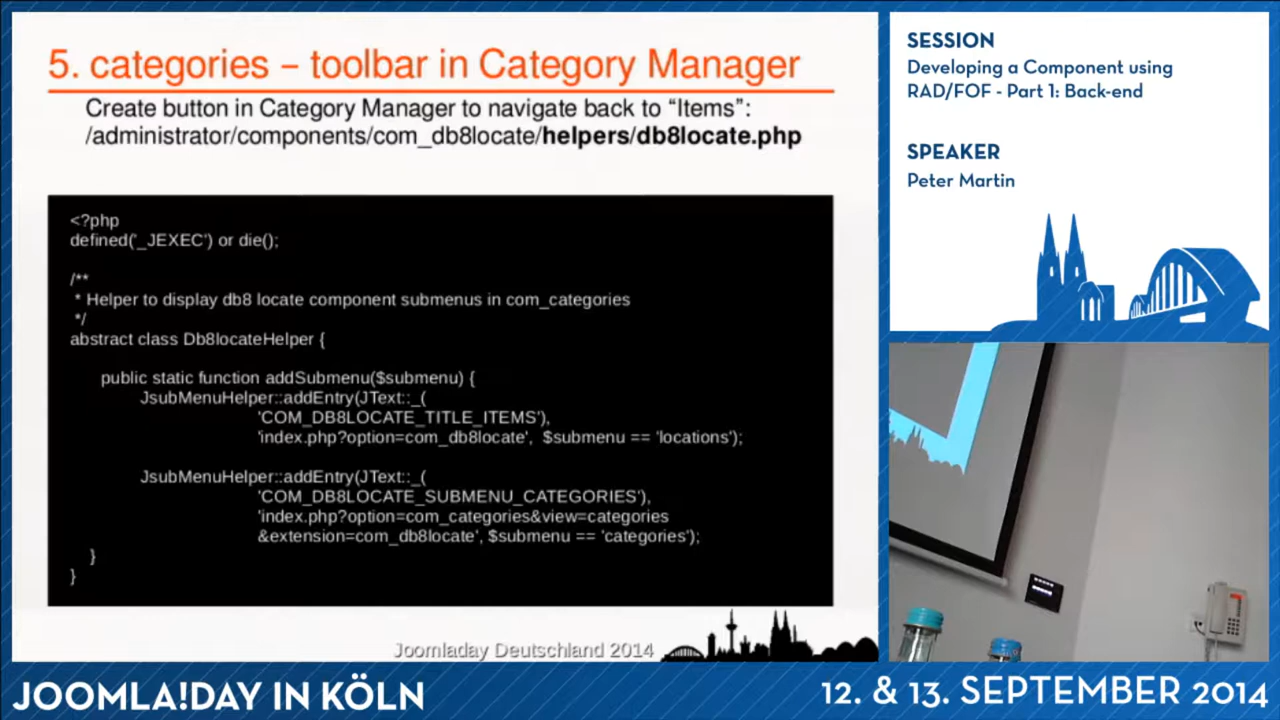 5. categories – toolbar in Category Manager
Create button in Category Manager to navigate back to “Items”:
/administrator/components/com_db8locate/helpers/db8locate.php
<?php
defined('_JEXEC') or die();
/**
* Helper to display db8 locate component submenus in com_categories
*/
abstract class Db8locateHelper {
public static function addSubmenu($submenu) {
JsubMenuHelper::addEntry(JText::_(
'COM_DB8LOCATE_TITLE_ITEMS'),
'index.php?option=com_db8locate', $submenu == 'locations');
JsubMenuHelper::addEntry(JText::_(
'COM_DB8LOCATE_SUBMENU_CATEGORIES'),
'index.php?option=com_categories&view=categories
&extension=com_db8locate', $submenu == 'categories');
}
}
Joomladay Deutschland 2014
SESSION
Developing a Component using
RAD/FOF - Part 1: Back-end
SPEAKER
Peter Martin
JOOMLA!DAY IN KÖLN
12. & 13. SEPTEMBER 2014